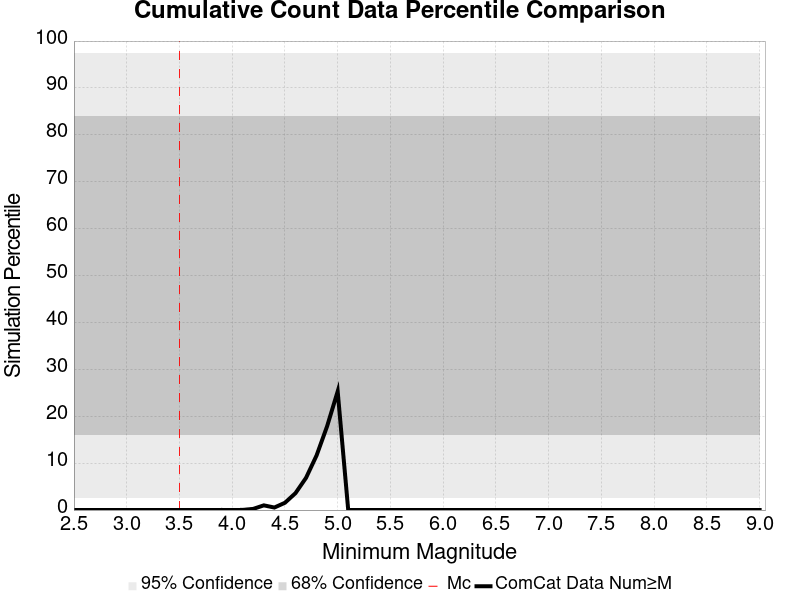 Cumulative Count Data Percentile Comparison
100
90
80
70
60
50
40
30
20
10
0
Simulation Percentile
2.5 3.0 3.5 4.0 4.5 5.0 5.5 6.0 6.5 7.0 7.5 8.0 8.5 9.0
Minimum Magnitude
95% Confidence 68% Confidence Mc ComCat Data Num≥M